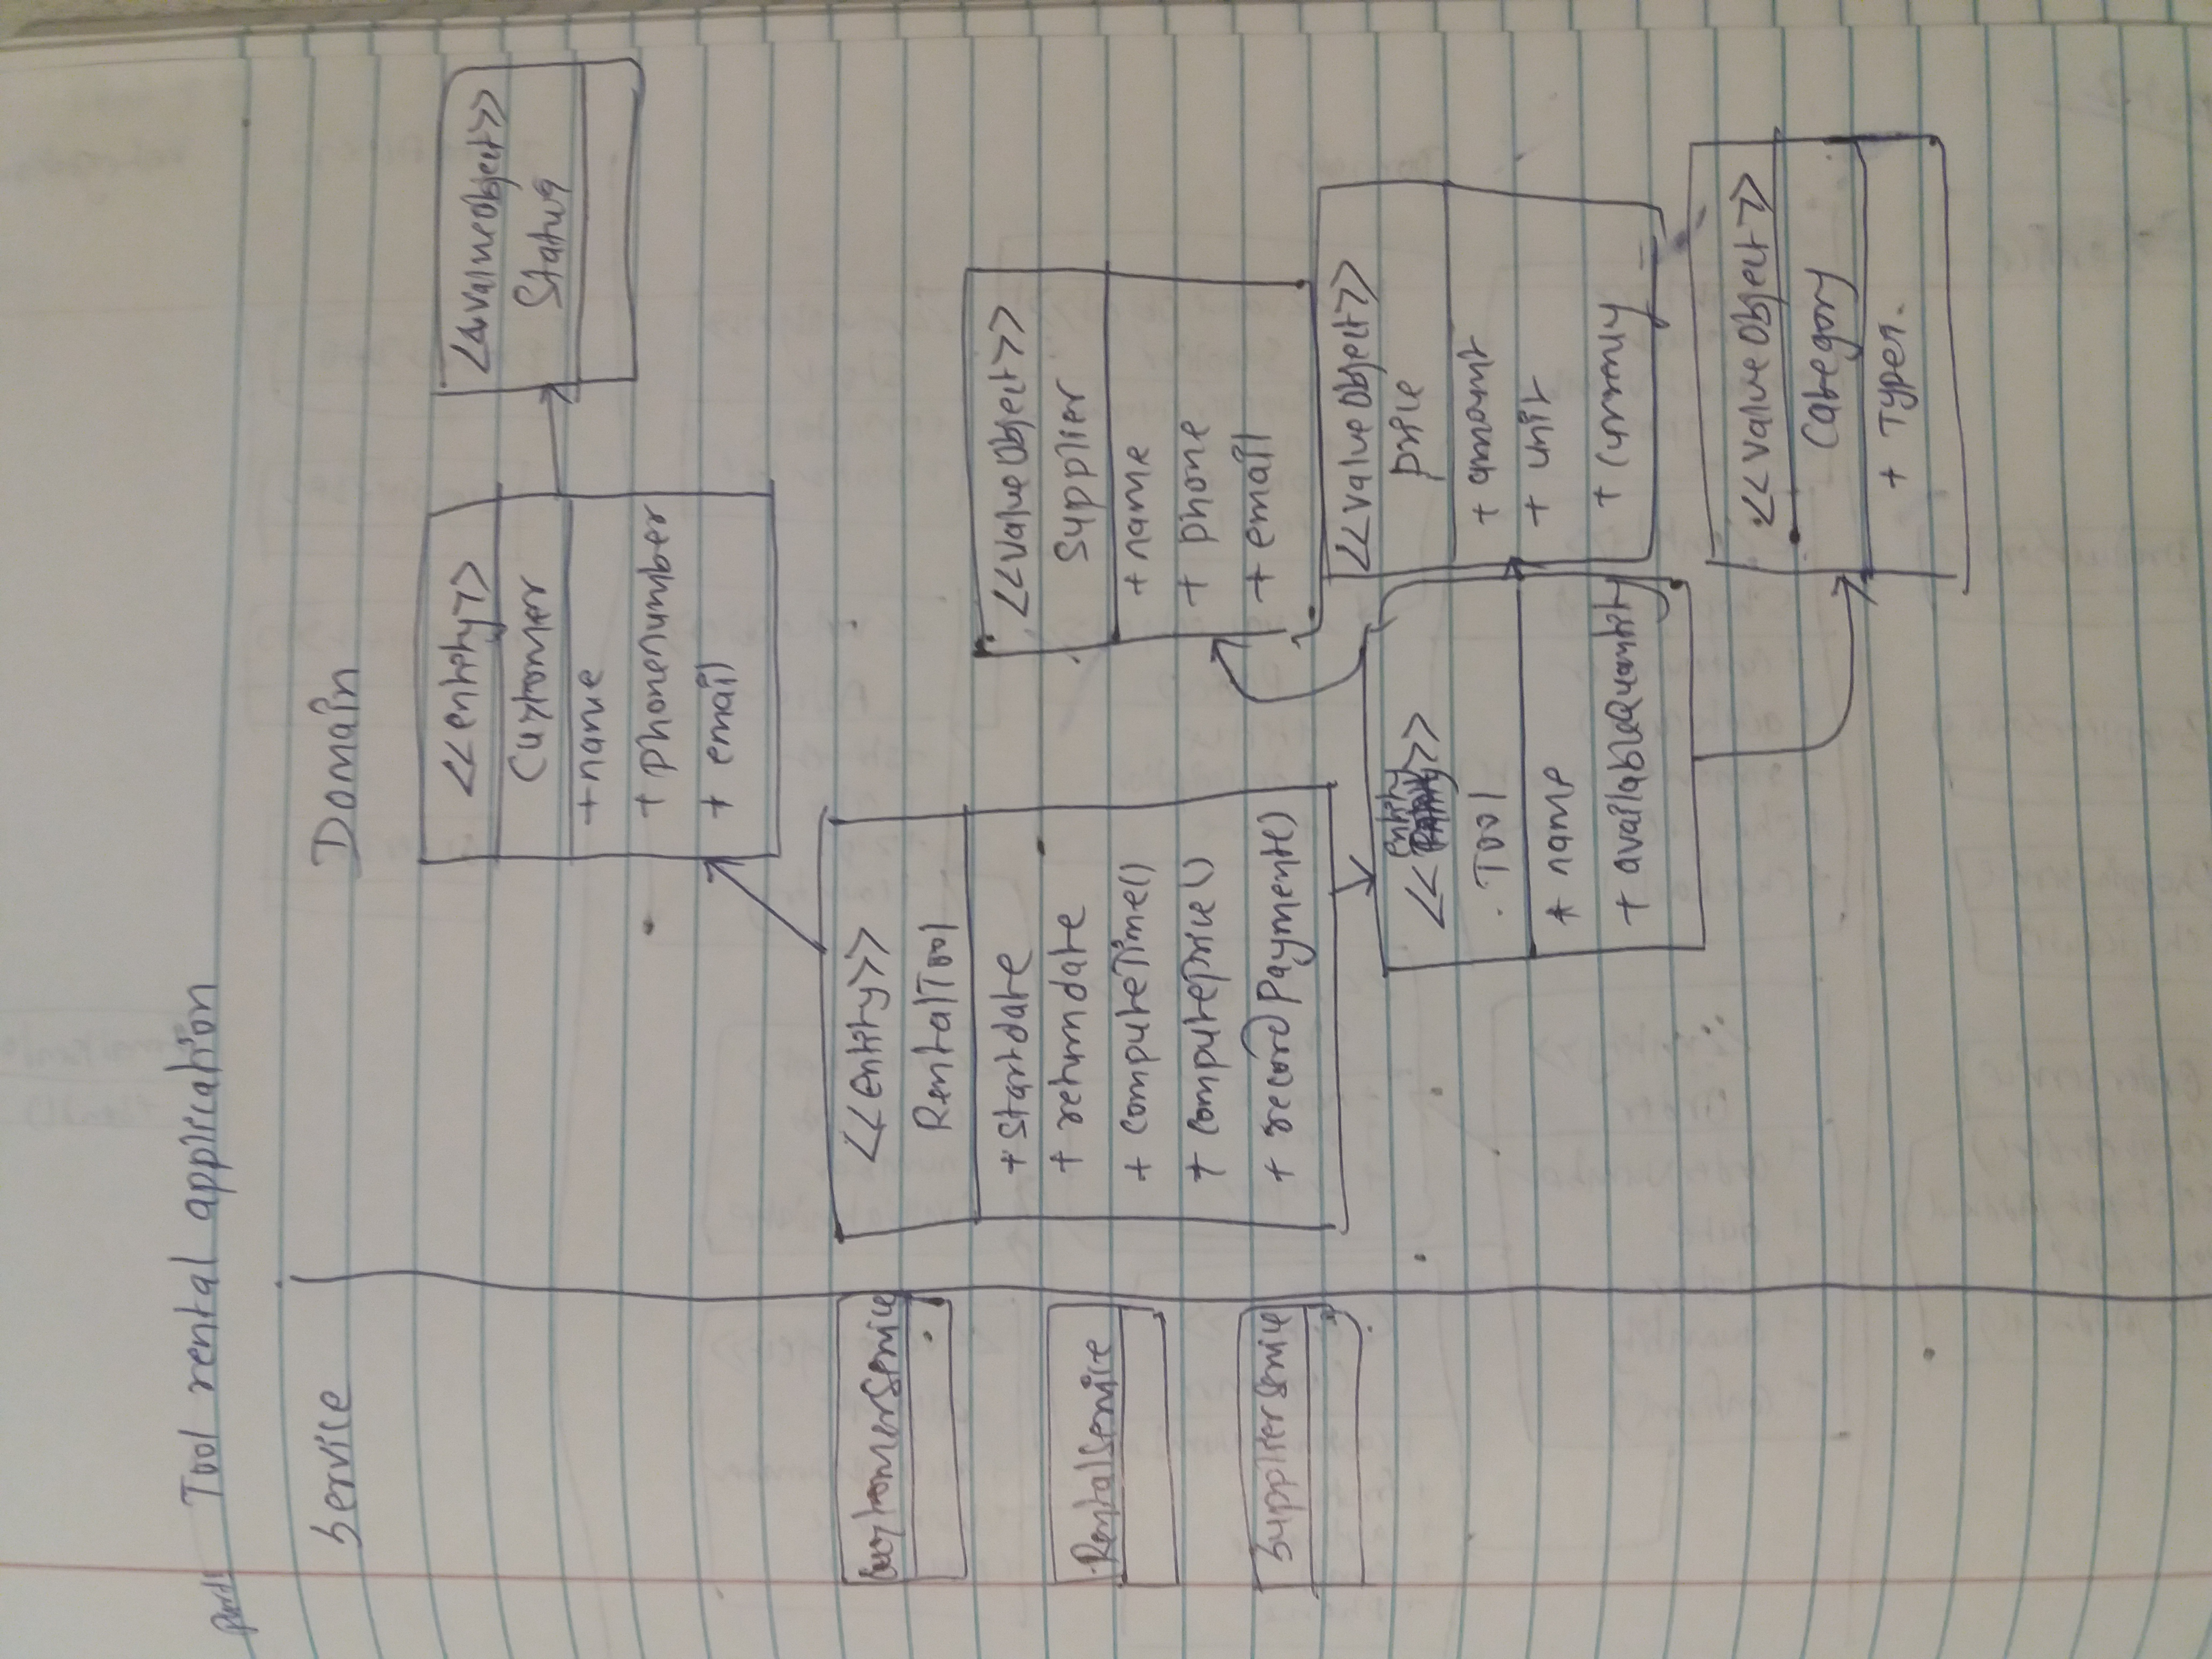 Part1
Tool rental application
Service
Domain
<<entity>>
Customer
+name
+ phonenumber
+ email
<<valueObject>>
Status
CustomerService
RentalService
SupplierService
<<entity>>
RentalTool
+ startdate
+ returndate
+ computeTime()
+ computeprice()
+ recordPayment()
<<valueObject>>
Supplier
+name
+ phone
+ email
entity
<< >>
Tool
+ name
+ availableQuantity
<<valueObject>>
price
+ amount
+ unit
+ currency
<<valueObject>>
Category
+ Types.